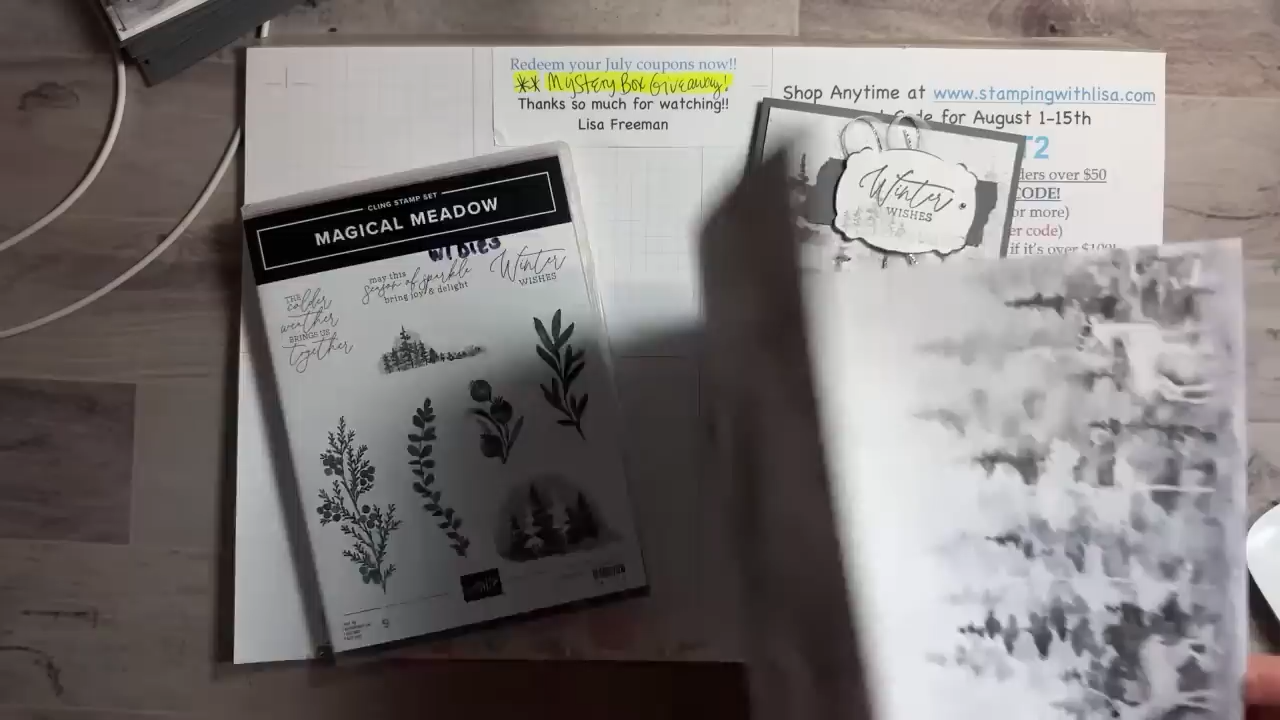 Redeem your July coupons now!!
** Mystery Box Giveaway!
Thanks so much for watching!!
Lisa Freeman
Shop Anytime at www.stampingwithlisa.com
de for August 1-15th
T2
ders over $50
CODE!
or more)
er code)
if it's over $100!
Winter
WISHES
CLING STAMP SET
MAGICAL MEADOW
w/ DIES
THE
colder
weather
BRINGS US
together
may this
season of sparkle
bring joy & delight
Winter
WISHES